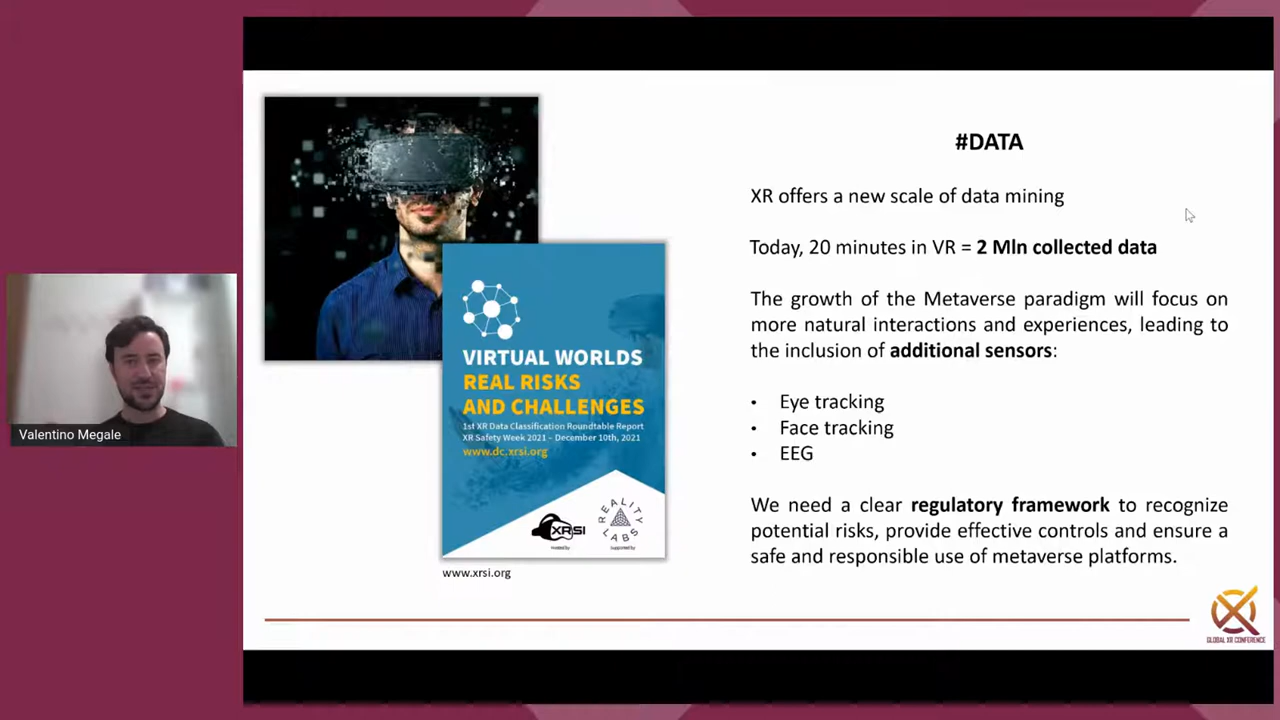 #DATA
XR offers a new scale of data mining
Today, 20 minutes in VR = 2 Mln collected data
The growth of the Metaverse paradigm will focus on
more natural interactions and experiences, leading to
the inclusion of additional sensors:
• Eye tracking
• Face tracking
• EEG
We need a clear regulatory framework to recognize
potential risks, provide effective controls and ensure a
safe and responsible use of metaverse platforms.
VIRTUAL WORLDS
REAL RISKS
AND CHALLENGES
1st XR Data Classification Roundtable Report
XR Safety Week 2021 – December 10th, 2021
www.dc.xrsi.org
XRSI
hosted by
REALITY LABS
supported by
www.xrsi.org
Valentino Megale
GLOBAL XR CONFERENCE